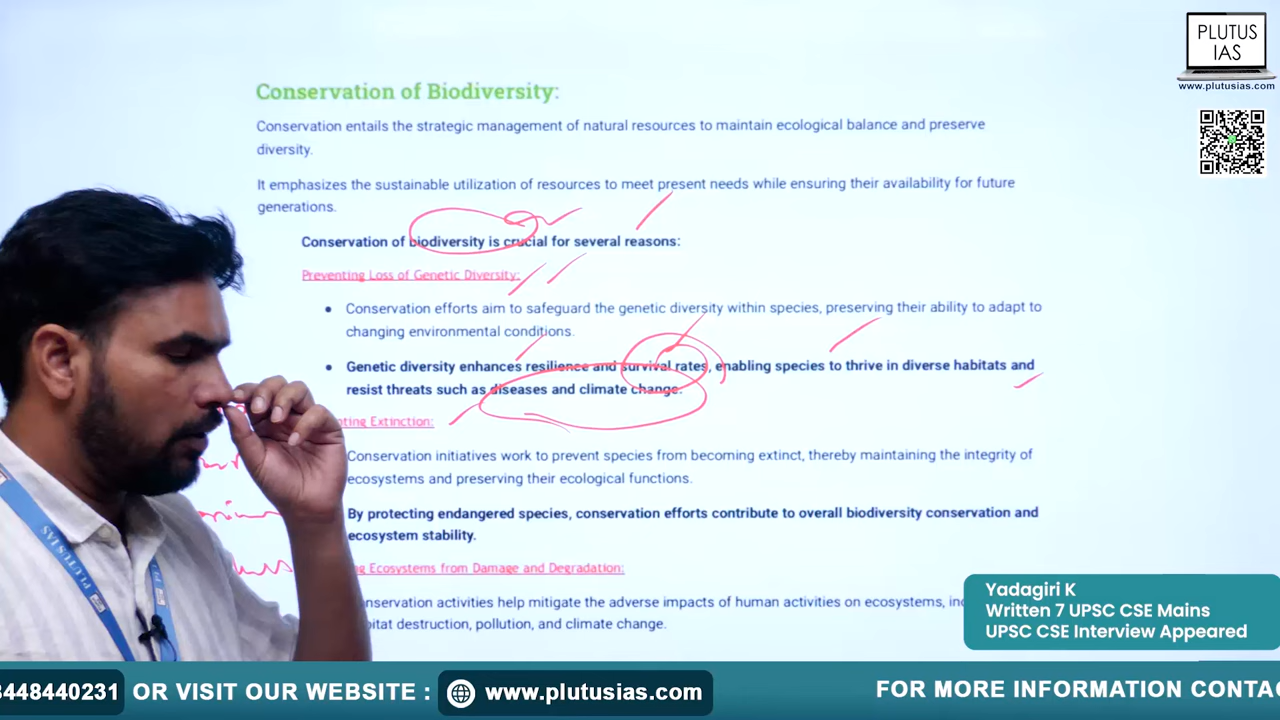 PLUTUS
IAS
www.plutusias.com
Conservation of Biodiversity:
Conservation entails the strategic management of natural resources to maintain ecological balance and preserve
diversity.
It emphasizes the sustainable utilization of resources to meet present needs while ensuring their availability for future
generations.
Conservation of biodiversity is crucial for several reasons:
Preventing Loss of Genetic Diversity:
• Conservation efforts aim to safeguard the genetic diversity within species, preserving their ability to adapt to
changing environmental conditions.
• Genetic diversity enhances resilience and survival rates, enabling species to thrive in diverse habitats and
resist threats such as diseases and climate change.
Extinction:
Conservation initiatives work to prevent species from becoming extinct, thereby maintaining the integrity of
ecosystems and preserving their ecological functions.
By protecting endangered species, conservation efforts contribute to overall biodiversity conservation and
ecosystem stability.
Ecosystems from Damage and Degradation:
activities help mitigate the adverse impacts of human activities on ecosystems,
destruction, pollution, and climate change.
PLUTUS IAS
Yadagiri K
Written 7 UPSC CSE Mains
UPSC CSE Interview Appeared
8448440231 OR VISIT OUR WEBSITE : www.plutusias.com FOR MORE INFORMATION